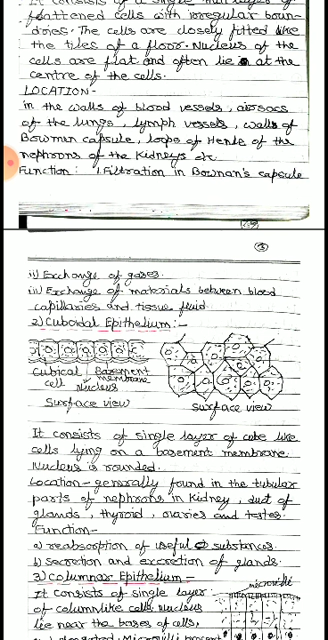 It consists of a single thin layer of
flattened cells with irregular boun-
dries. The cells are closely fitted like
the tiles of a floor. Nucleus of the
cells are flat and often lie at the
centre of the cells.
LOCATION-
in the walls of blood vessels, airsacs
of the lungs, lymph vessels, walls of
Bowmen capsule, loops of Henle of the
nephrons of the Kidneys etc.
Function: i) Filtration in Bowman's capsule
ii) Exchange of gases.
iii) Exchange of materials between blood
capillaries and tissue fluid.
2) Cuboidal Epithelium:-
Cubical Basement
cell membrane
Nucleus
Surface view
surface view
It consists of single layer of cube like
cells lying on a basement membrane.
Nucleus is rounded.
Location- generally found in the tubular
parts of nephrons in Kidney, duct of
glands, thyroid, ovaries and testes.
Function-
a) reabsorption of useful substances.
b) secretion and excretion of glands.
3) columnar Epithelium-
microvilli
It consists of single layer
of columnlike cells, nucleus
lie near the bases of cells,
elongated, microvilli present